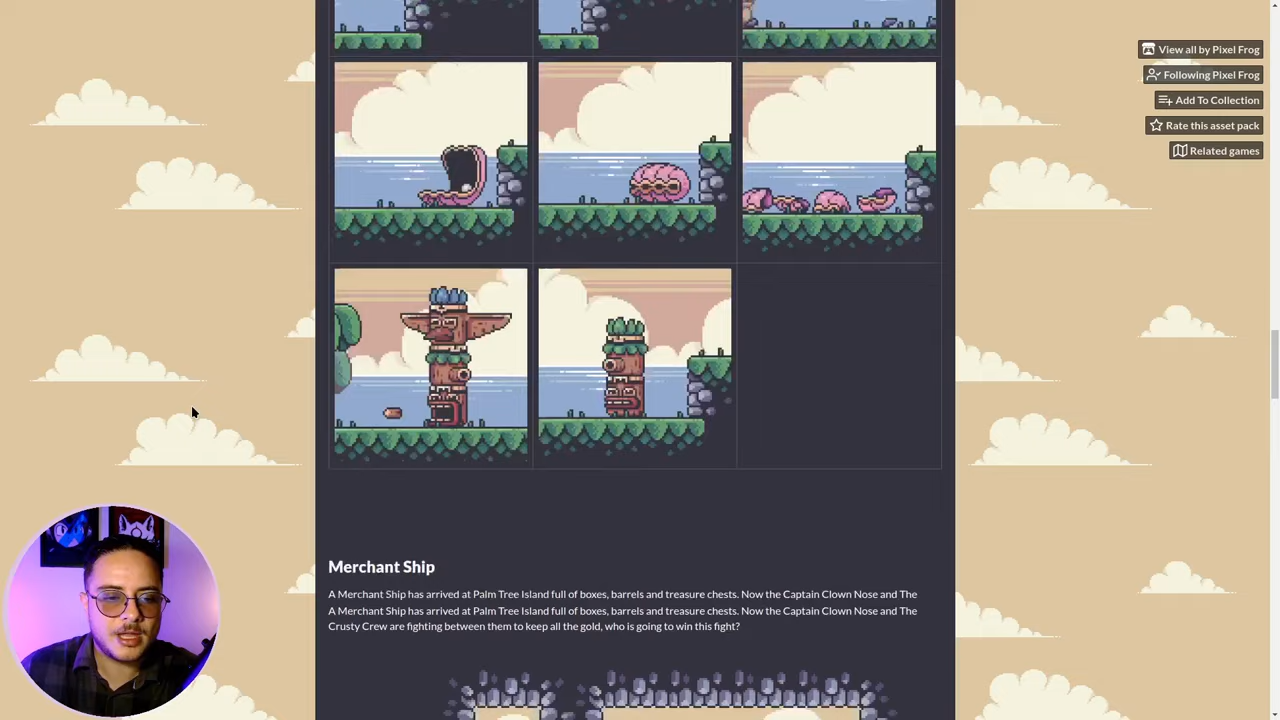 View all by Pixel Frog
Following Pixel Frog
Add To Collection
Rate this asset pack
Related games
Merchant Ship
A Merchant Ship has arrived at Palm Tree Island full of boxes, barrels and treasure chests. Now the Captain Clown Nose and The
A Merchant Ship has arrived at Palm Tree Island full of boxes, barrels and treasure chests. Now the Captain Clown Nose and The
Crusty Crew are fighting between them to keep all the gold, who is going to win this fight?